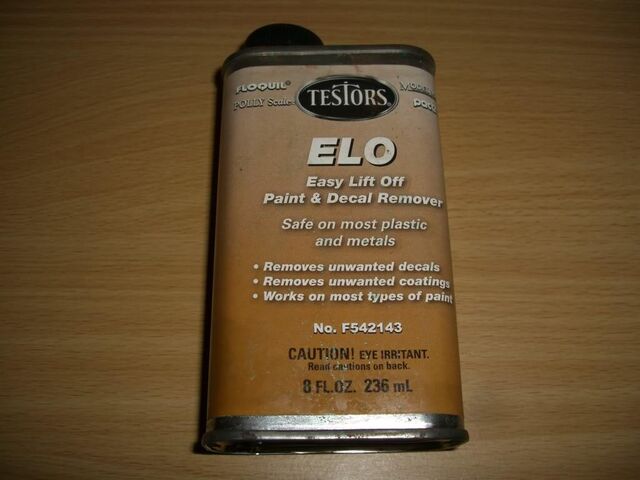 FLOQUIL®
POLLY Scale
TESTORS®
ELO
Easy Lift Off
Paint & Decal Remover
Safe on most plastic
and metals
• Removes unwanted decals
• Removes unwanted coatings
• Works on most types of paint
No. F542143
CAUTION! EYE IRRITANT.
Read cautions on back.
8 FL.OZ. 236 mL